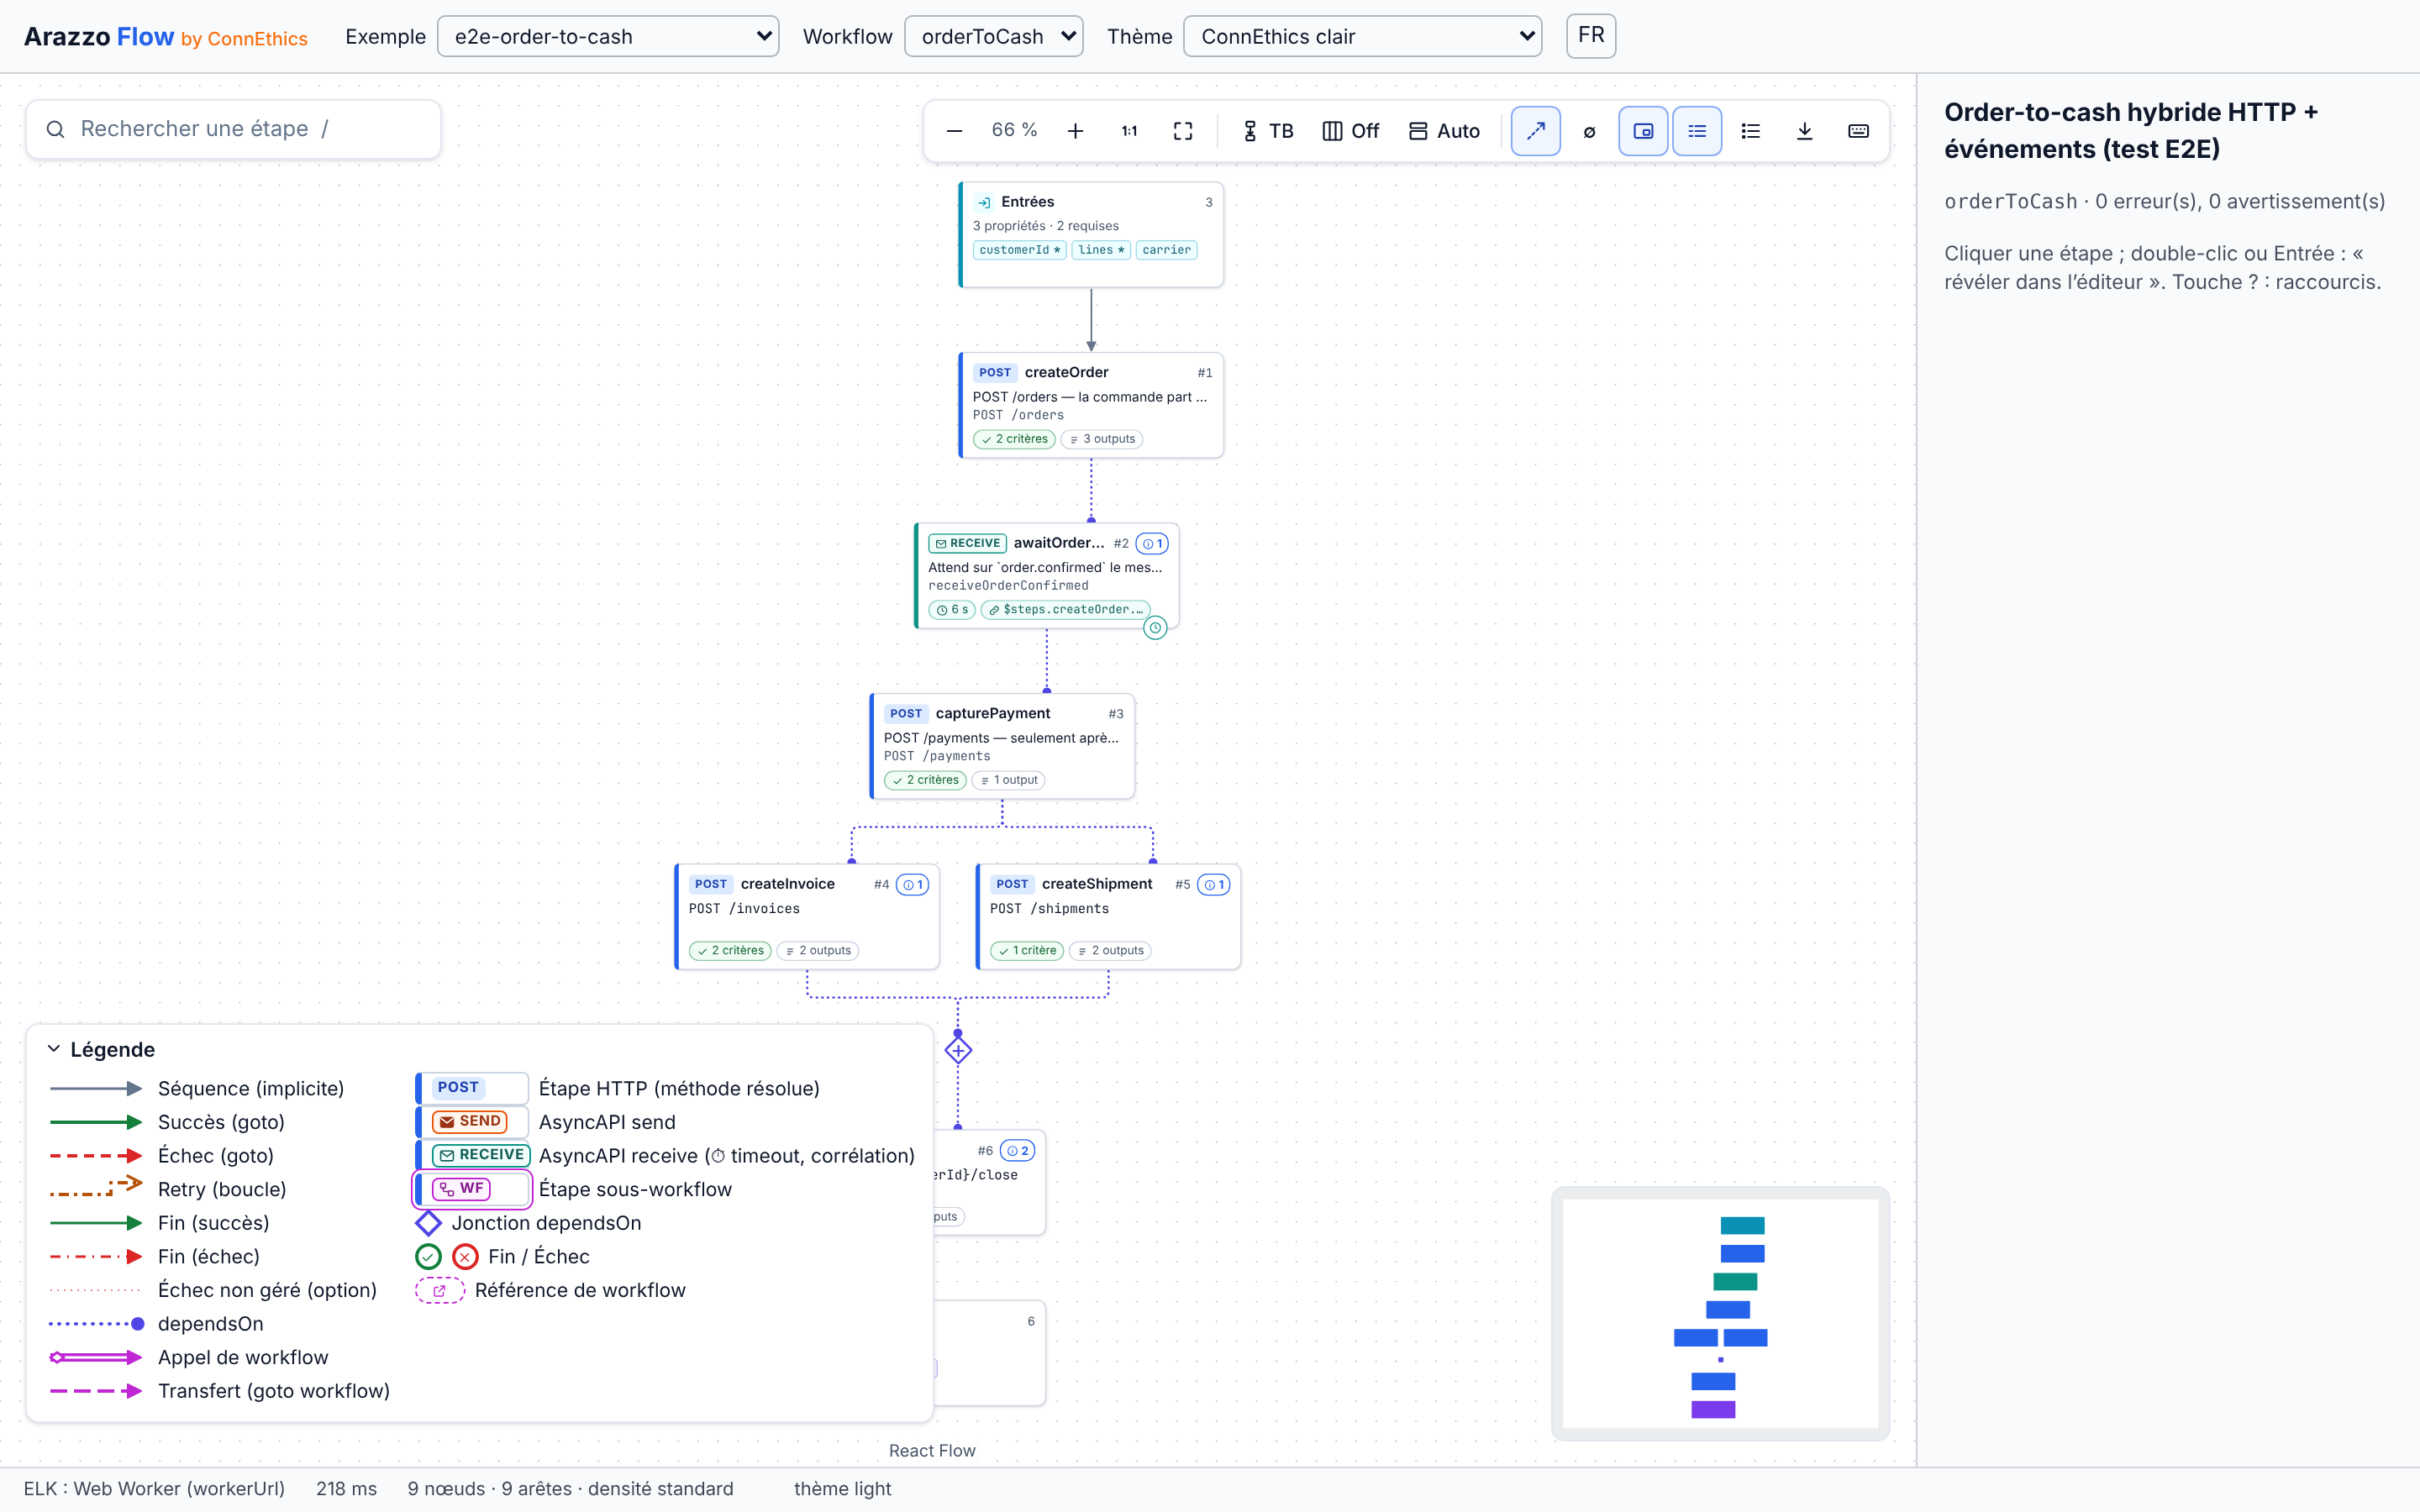 Arazzo Flow by ConnEthics
Exemple e2e-order-to-cash Workflow orderToCash Thème ConnEthics clair FR
Rechercher une étape /
66 % 1:1 TB Off Auto ø
Order-to-cash hybride HTTP +
événements (test E2E)
orderToCash · 0 erreur(s), 0 avertissement(s)
Cliquer une étape ; double-clic ou Entrée : «
révéler dans l’éditeur ». Touche ? : raccourcis.
Entrées 3
3 propriétés · 2 requises
customerId * lines * carrier
POST createOrder #1
POST /orders — la commande part ...
POST /orders
2 critères 3 outputs
RECEIVE awaitOrder... #2 1
Attend sur `order.confirmed` le mes...
receiveOrderConfirmed
6 s $steps.createOrder.…
POST capturePayment #3
POST /payments — seulement aprè...
POST /payments
2 critères 1 output
POST createInvoice #4 1
POST /invoices
2 critères 2 outputs
POST createShipment #5 1
POST /shipments
1 critère 2 outputs
#6 2
erId}/close
puts
6
Légende
Séquence (implicite)
Succès (goto)
Échec (goto)
Retry (boucle)
Fin (succès)
Fin (échec)
Échec non géré (option)
dependsOn
Appel de workflow
Transfert (goto workflow)
POST Étape HTTP (méthode résolue)
SEND AsyncAPI send
RECEIVE AsyncAPI receive (⏱ timeout, corrélation)
WF Étape sous-workflow
Jonction dependsOn
Fin / Échec
Référence de workflow
React Flow
ELK : Web Worker (workerUrl) 218 ms 9 nœuds · 9 arêtes · densité standard thème light